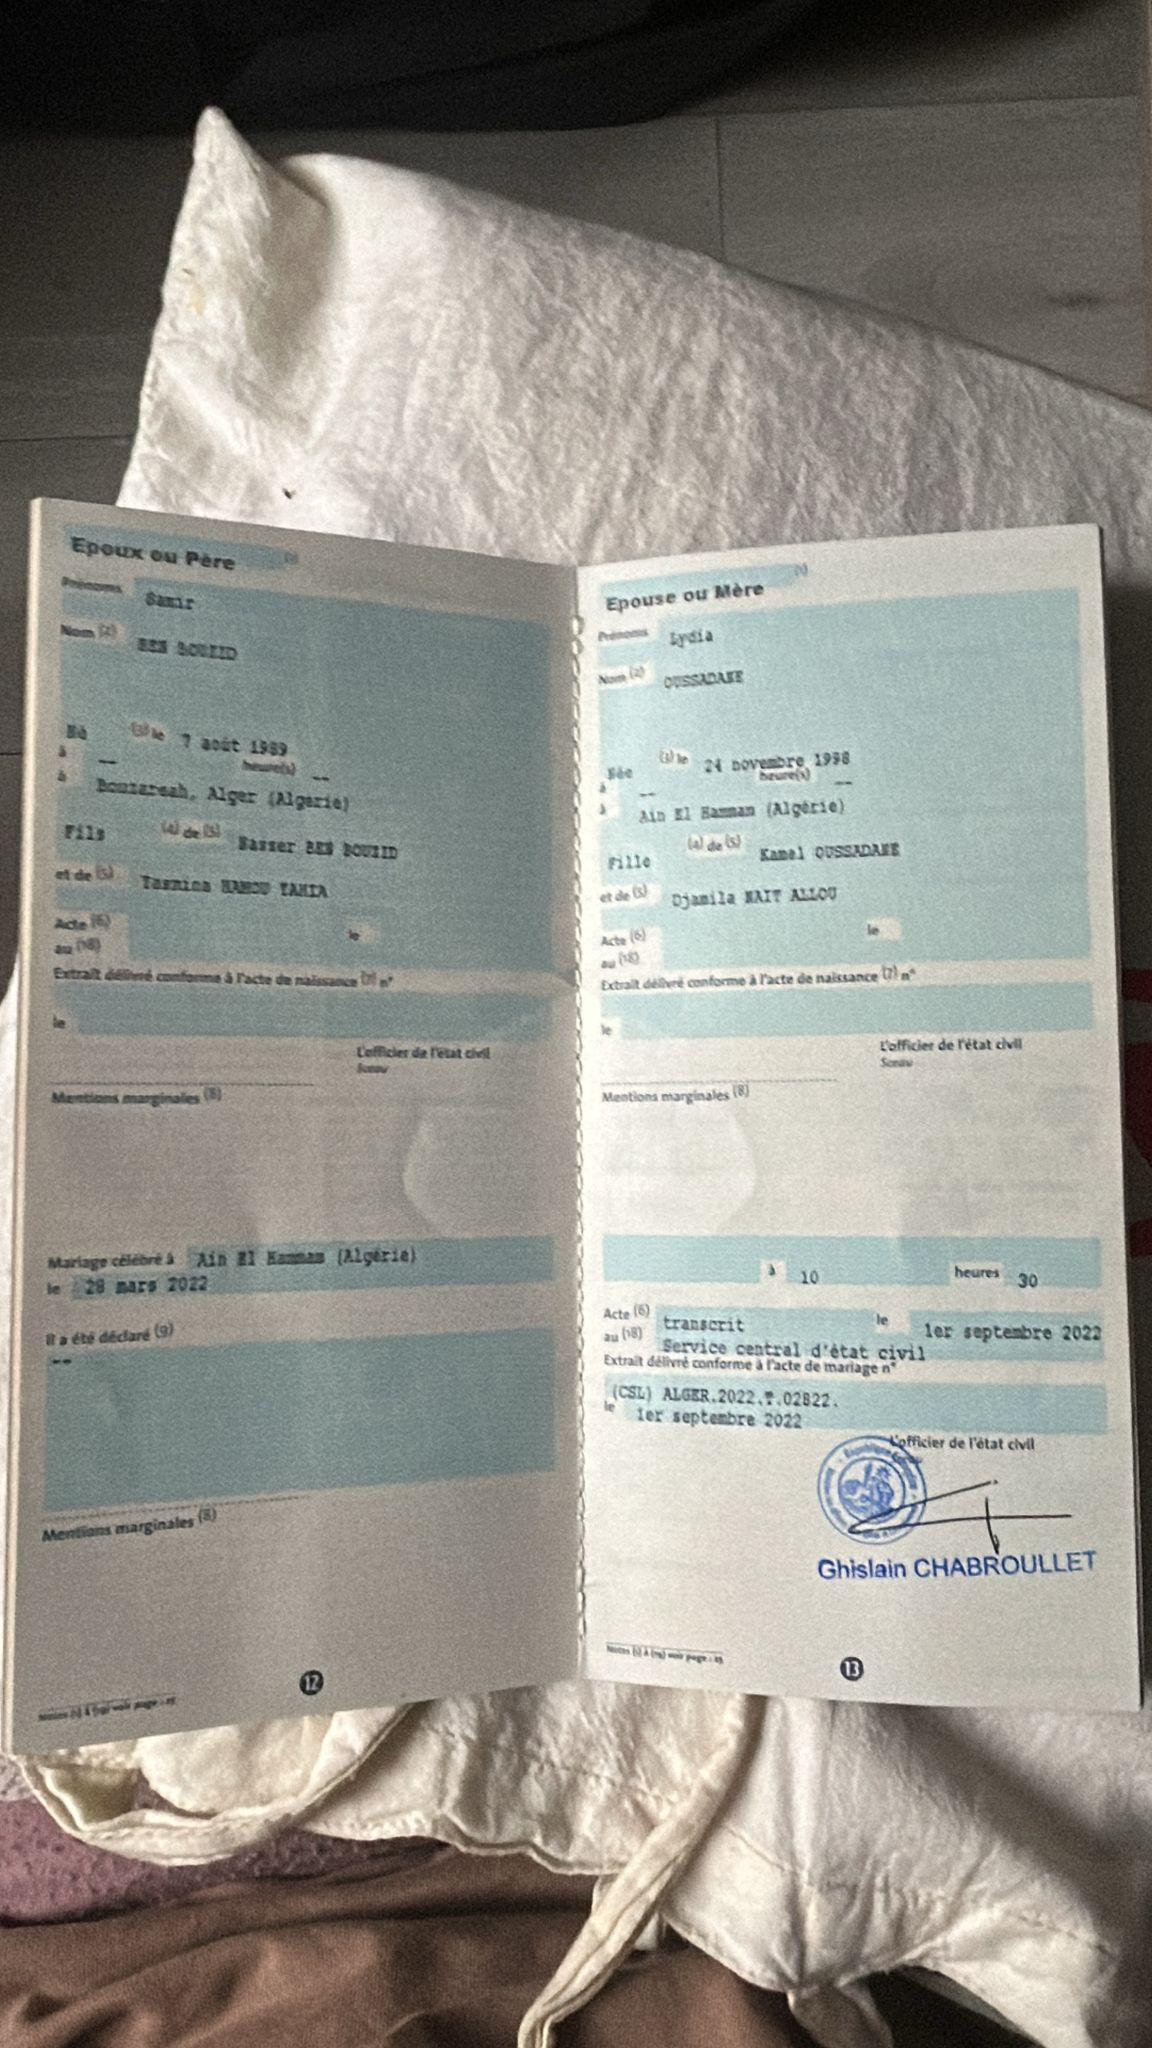 Epoux ou Père (1)
Prénoms Samir
Nom (2) BEN BOUZID
Né (3) le 7 août 1989
à -- heure(s) --
à Bouzareah, Alger (Algérie)
Fils (4) de (5) Nasser BEN BOUZID
et de (5) Yasmina HAMOU YAHIA
Acte (6) le
au (18)
Extrait délivré conforme à l'acte de naissance (7) n°
le
L'officier de l'état civil
Sceau
Mentions marginales (8)
Mariage célébré à Ain El Hammam (Algérie)
le 28 mars 2022
Il a été déclaré (9)
--
Mentions marginales (8)
12
Epouse ou Mère (1)
Prénoms Lydia
Nom (2) OUSSADANE
Née (3) le 24 novembre 1998
à -- heure(s) --
à Ain El Hamman (Algérie)
Fille (4) de (5) Kamel OUSSADANE
et de (5) Djamila NAIT ALLOU
Acte (6) le
au (18)
Extrait délivré conforme à l'acte de naissance (7) n°
le
L'officier de l'état civil
Sceau
Mentions marginales (8)
à 10 heures 30
Acte (6) transcrit le 1er septembre 2022
au (18) Service central d'état civil
Extrait délivré conforme à l'acte de mariage n°
(CSL) ALGER.2022.T.02822.
le 1er septembre 2022
L'officier de l'état civil
Ghislain CHABROULLET
13